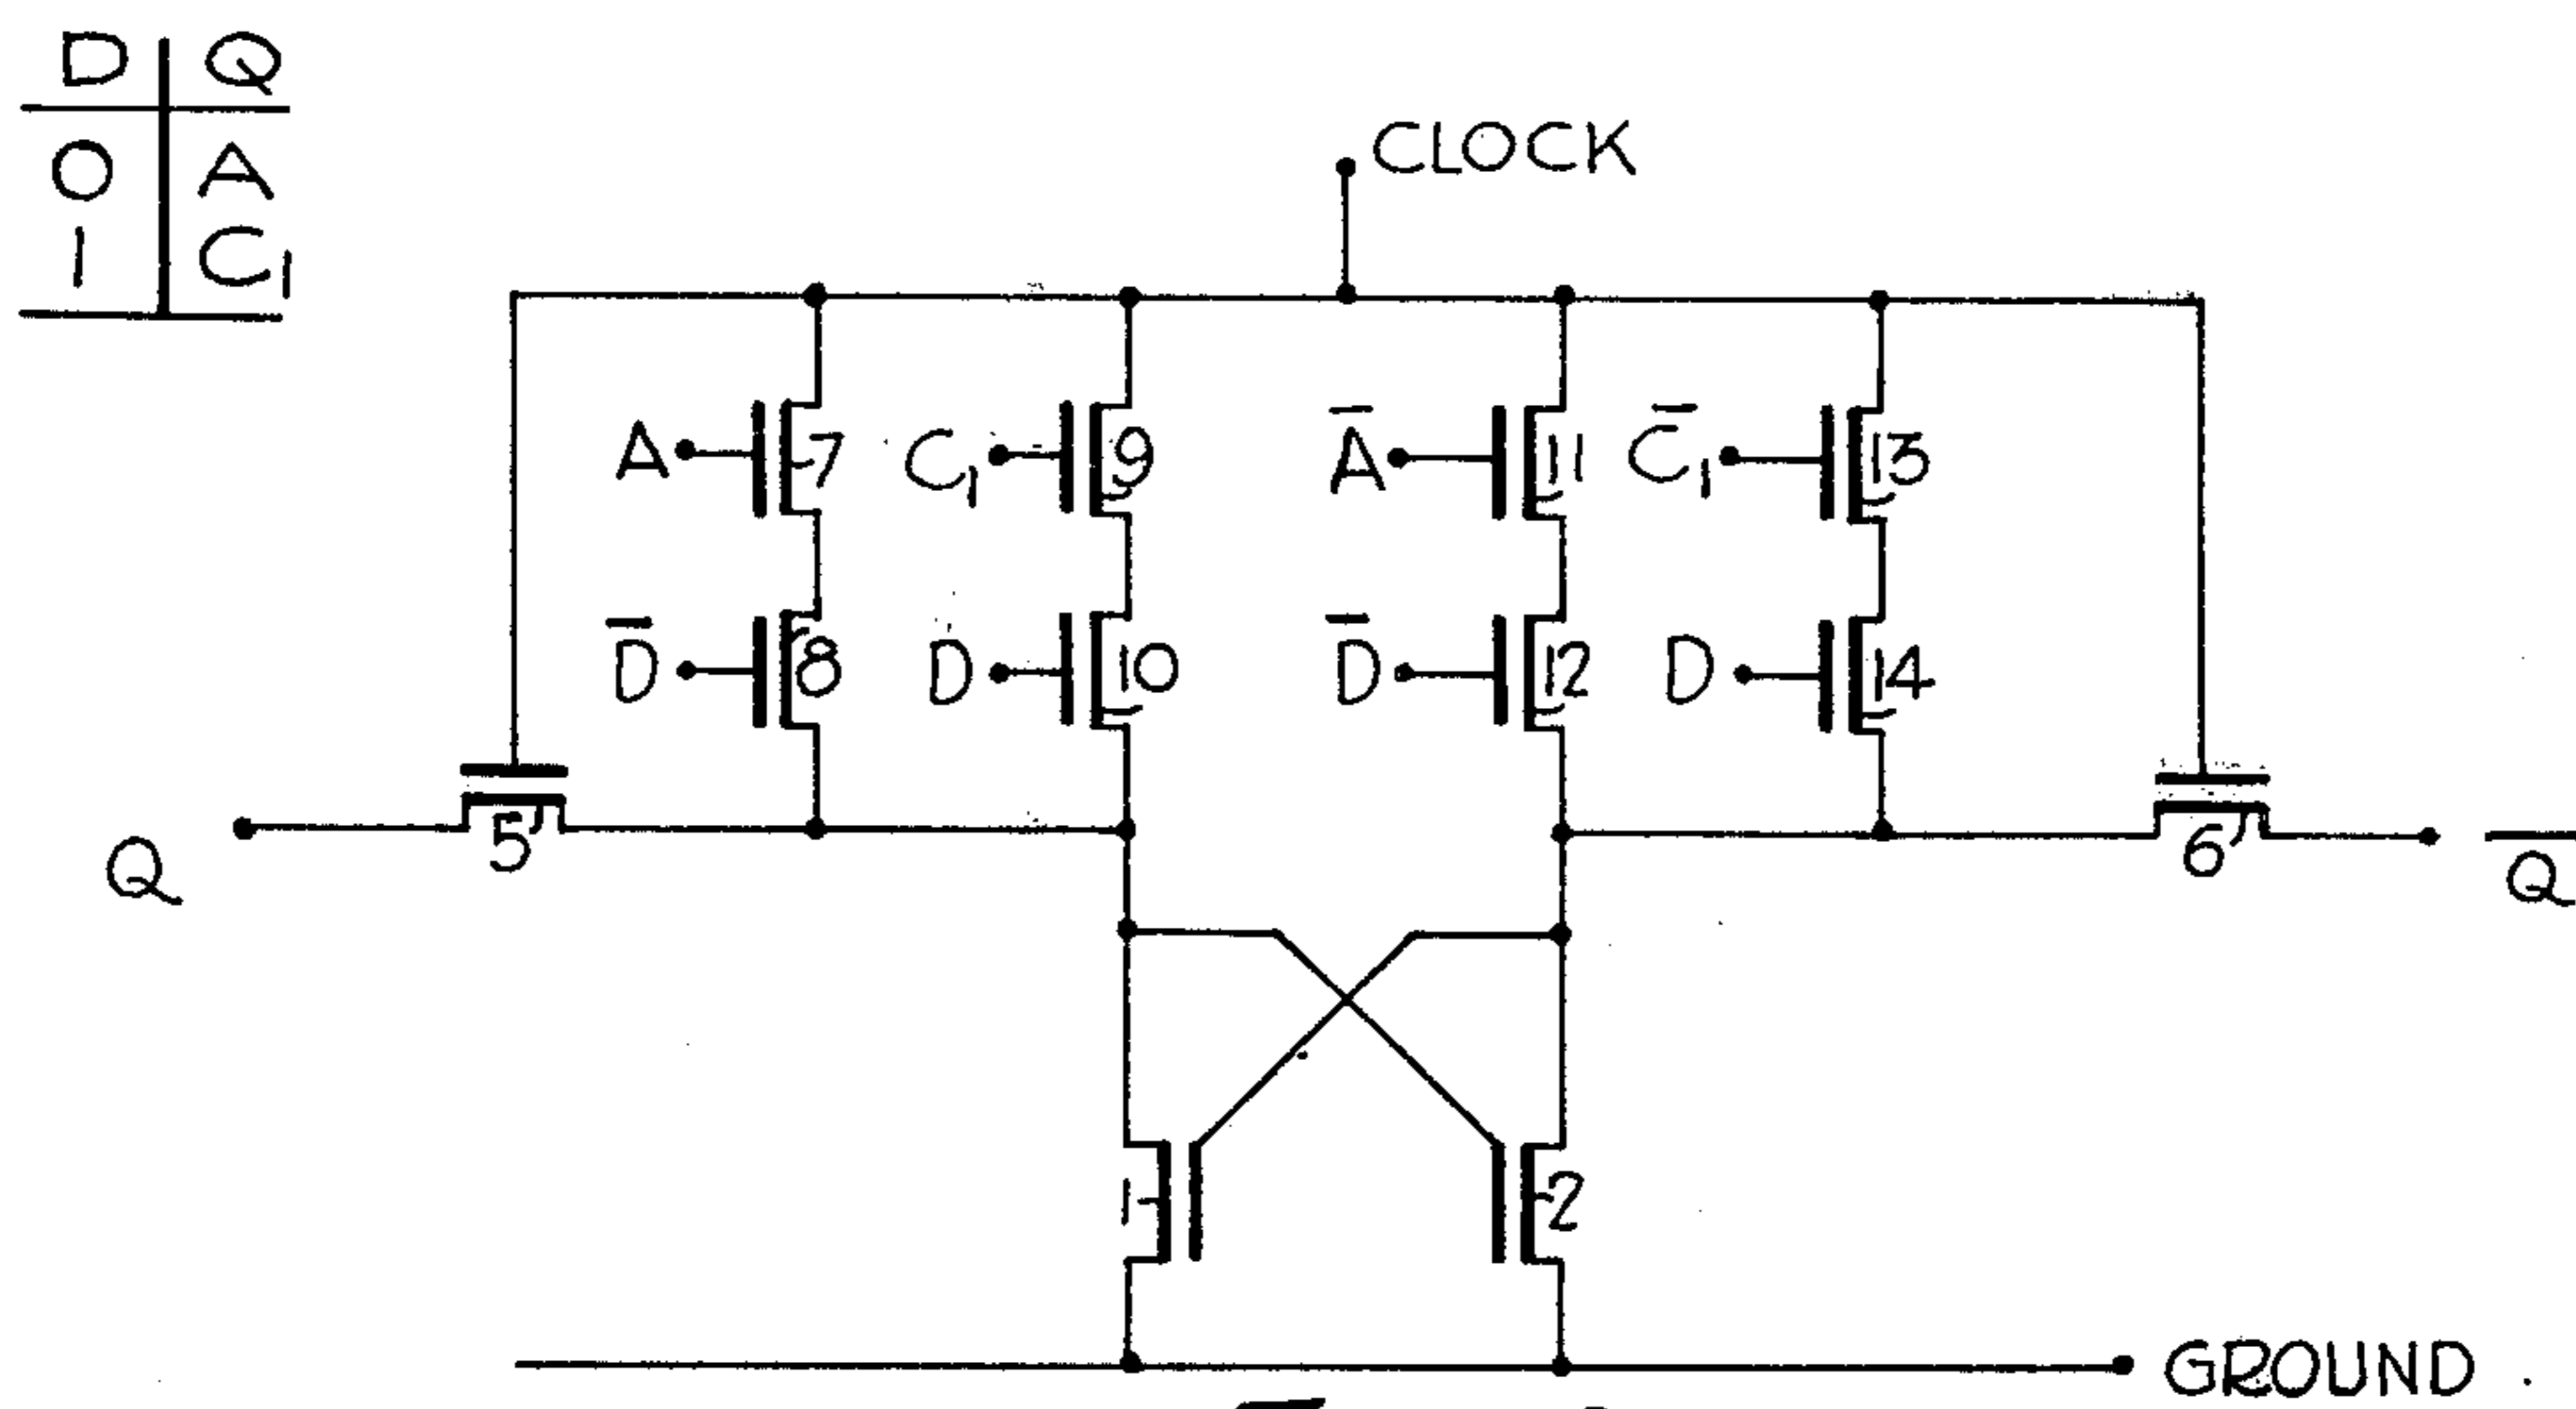 D Q
0 A
1 C₁
CLOCK
A 7 C₁ 9 A̅ 11 C̅₁ 13
D̅ 8 D 10 D̅ 12 D 14
Q 5 6 Q̅
1 2
GROUND